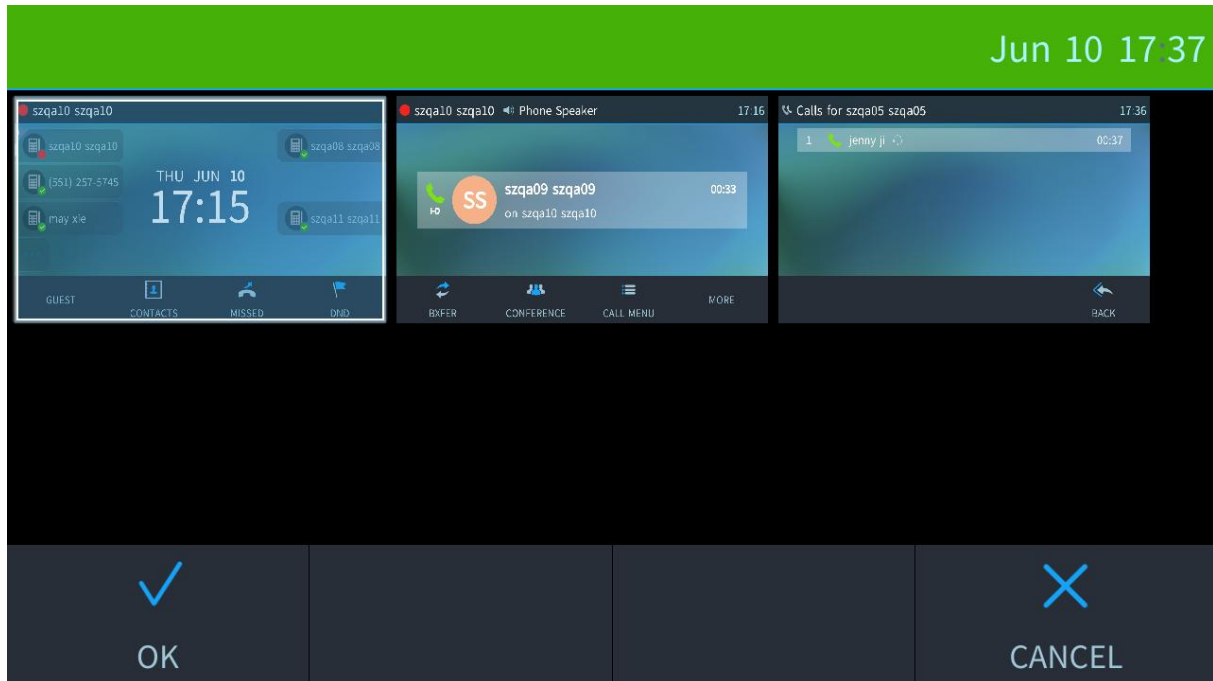 Jun 10 17:37
szqa10 szqa10
szqa10 szqa10
szqa08 szqa08
(551) 257-5745
THU JUN 10
17:15
may xie
szqa11 szqa11
GUEST
CONTACTS
MISSED
DND
szqa10 szqa10 Phone Speaker 17:16
HD
SS
szqa09 szqa09 00:33
on szqa10 szqa10
BXFER
CONFERENCE
CALL MENU
MORE
Calls for szqa05 szqa05 17:36
1 jenny ji 00:37
BACK
OK
CANCEL